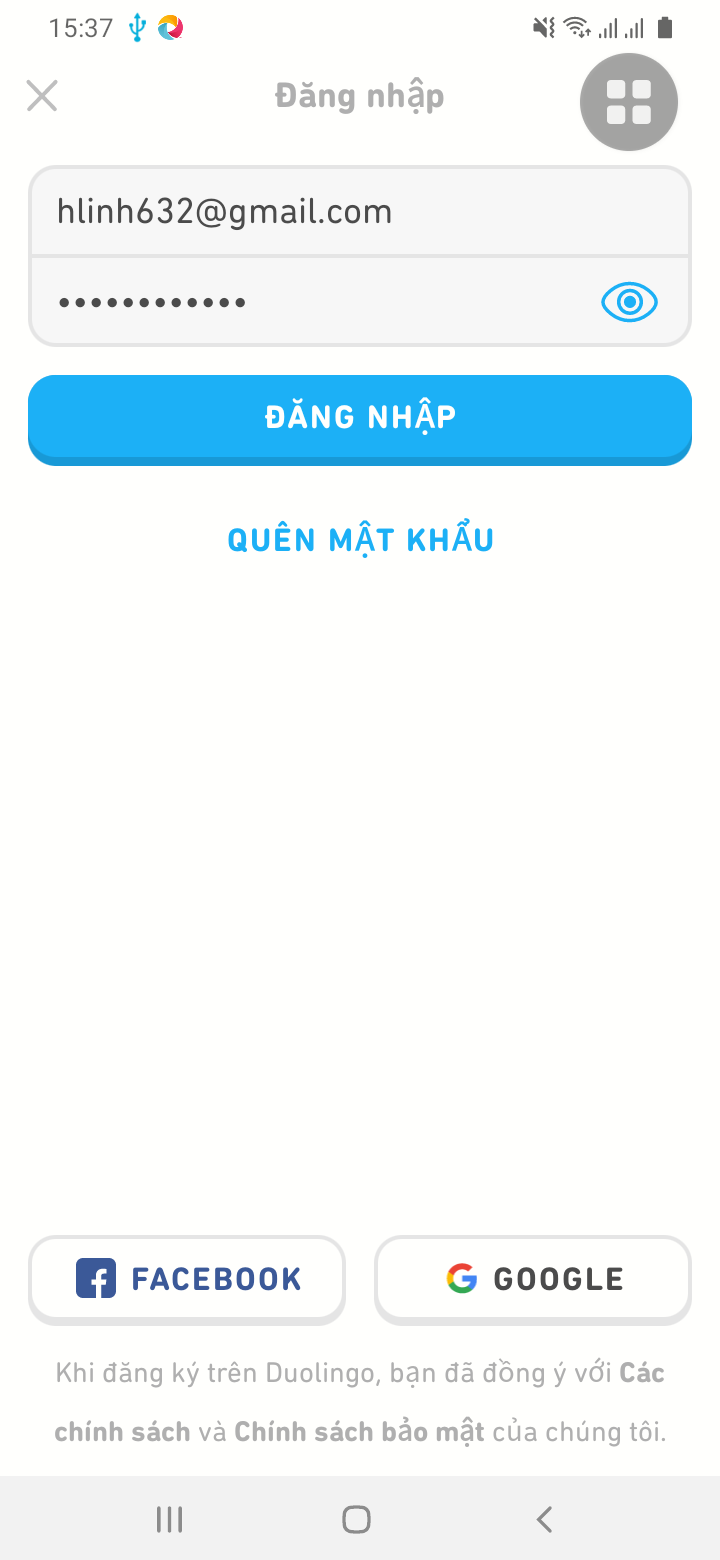 15:37
Đăng nhập
hlinh632@gmail.com
••••••••••••
ĐĂNG NHẬP
QUÊN MẬT KHẨU
FACEBOOK
GOOGLE
Khi đăng ký trên Duolingo, bạn đã đồng ý với Các
chính sách và Chính sách bảo mật của chúng tôi.